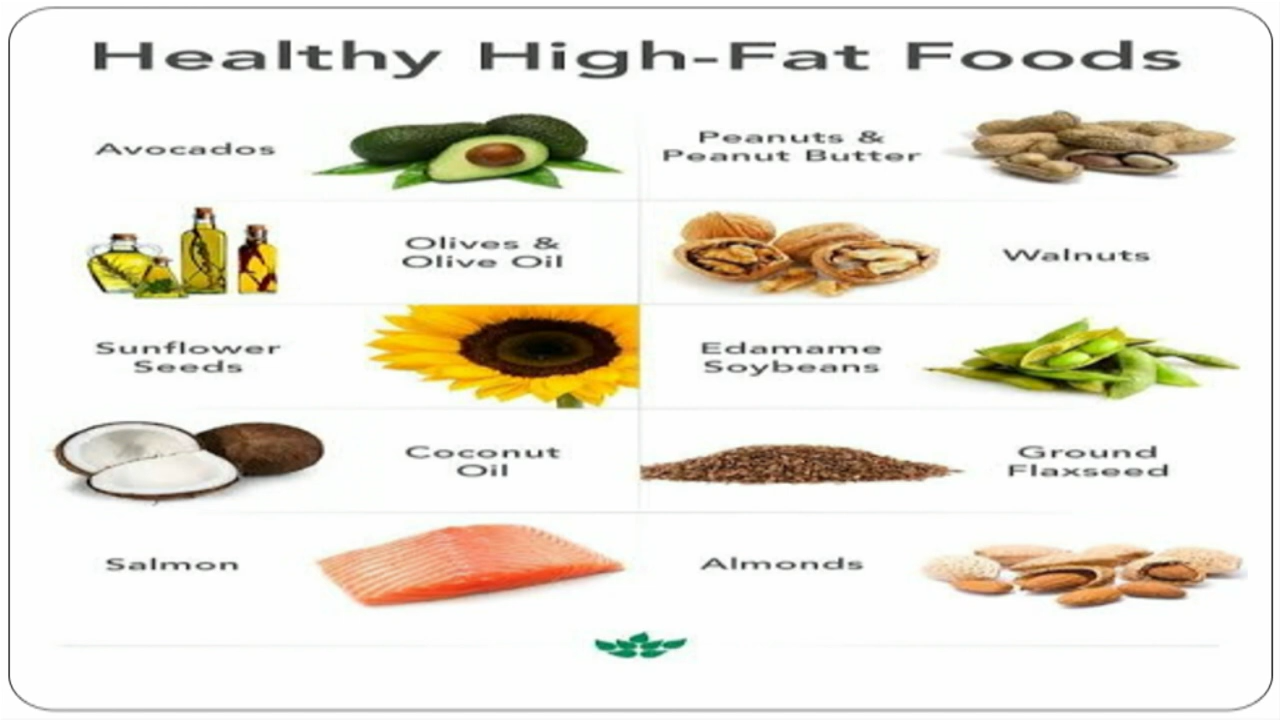 Healthy High-Fat Foods
Avocados
Peanuts &
Peanut Butter
Olives &
Olive Oil
Walnuts
Sunflower
Seeds
Edamame
Soybeans
Coconut
Oil
Ground
Flaxseed
Salmon
Almonds